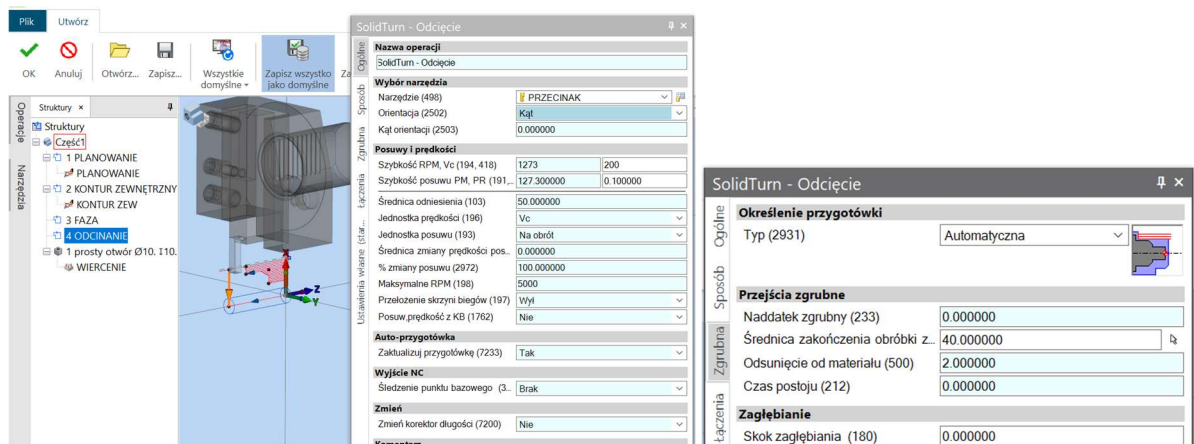 Plik
Utwórz
OK
Anuluj
Otwórz...
Zapisz...
Wszystkie domyślne
Zapisz wszystko jako domyślne
Operacje
Narzędzia
Struktury ×
Struktury
Część1
1 PLANOWANIE
PLANOWANIE
2 KONTUR ZEWNĘTRZNY
KONTUR ZEW
3 FAZA
4 ODCINANIE
1 prosty otwór Ø10. ↧10.
WIERCENIE
X
Z
Y
SolidTurn - Odcięcie
Ogólne
Sposób
Zgrubna
Łączenia
Ustawienia własne (star...
Nazwa operacji
SolidTurn - Odcięcie
Wybór narzędzia
Narzędzie (498) PRZECINAK
Orientacja (2502) Kąt
Kąt orientacji (2503) 0.000000
Posuwy i prędkości
Szybkość RPM, Vc (194, 418) 1273 200
Szybkość posuwu PM, PR (191,... 127.300000 0.100000
Średnica odniesienia (103) 50.000000
Jednostka prędkości (196) Vc
Jednostka posuwu (193) Na obrót
Średnica zmiany prędkości pos... 0.000000
% zmiany posuwu (2972) 100.000000
Maksymalne RPM (198) 5000
Przełożenie skrzyni biegów (197) Wył
Posuw,prędkość z KB (1762) Nie
Auto-przygotówka
Zaktualizuj przygotówkę (7233) Tak
Wyjście NC
Śledzenie punktu bazowego (3... Brak
Zmień
Zmień korektor długości (7200) Nie
Komentarz
SolidTurn - Odcięcie
Ogólne
Sposób
Zgrubna
Łączenia
Określenie przygotówki
Typ (2931) Automatyczna
Przejścia zgrubne
Naddatek zgrubny (233) 0.000000
Średnica zakończenia obróbki z... 40.000000
Odsunięcie od materiału (500) 2.000000
Czas postoju (212) 0.000000
Zagłębianie
Skok zagłębiania (180) 0.000000